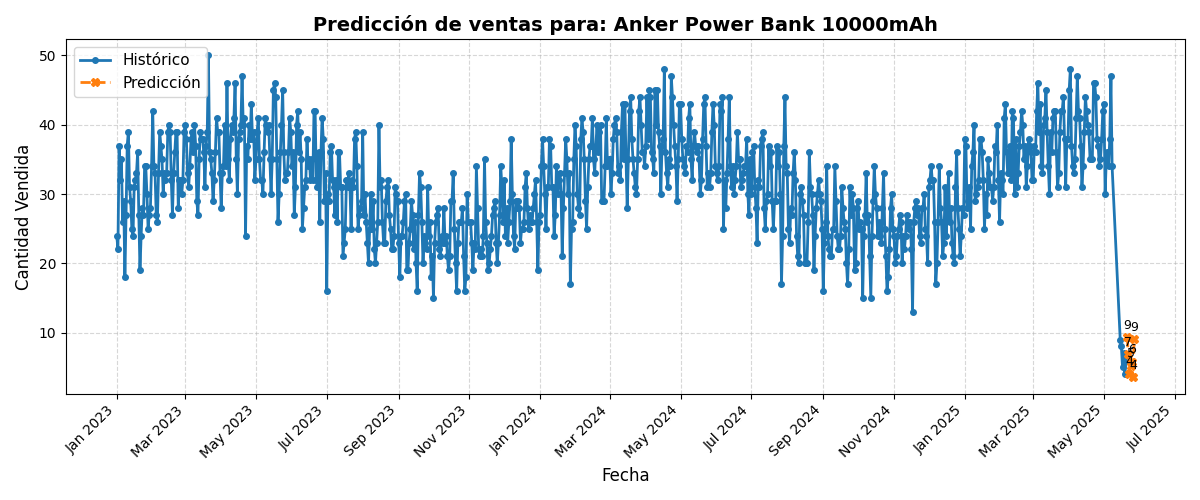 Predicción de ventas para: Anker Power Bank 10000mAh
Histórico
Predicción
Cantidad Vendida
50
40
30
20
10
9
9
7
6
4
4
Jan 2023
Mar 2023
May 2023
Jul 2023
Sep 2023
Nov 2023
Jan 2024
Mar 2024
May 2024
Jul 2024
Sep 2024
Nov 2024
Jan 2025
Mar 2025
May 2025
Jul 2025
Fecha